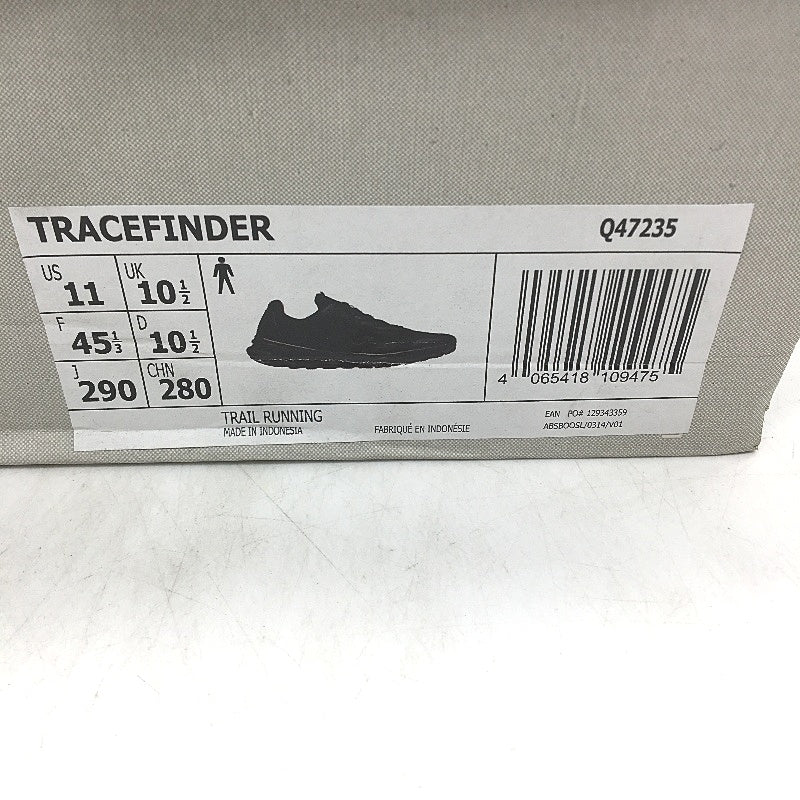 TRACEFINDER Q47235
US 11 UK 10 1/2
F 45 1/3 D 10 1/2
J 290 CHN 280
4 065418 109475
TRAIL RUNNING
MADE IN INDONESIA FABRIQUÉ EN INDONÉSIE
EAN PO# 129343359
ABSBOOSL/0314/V01